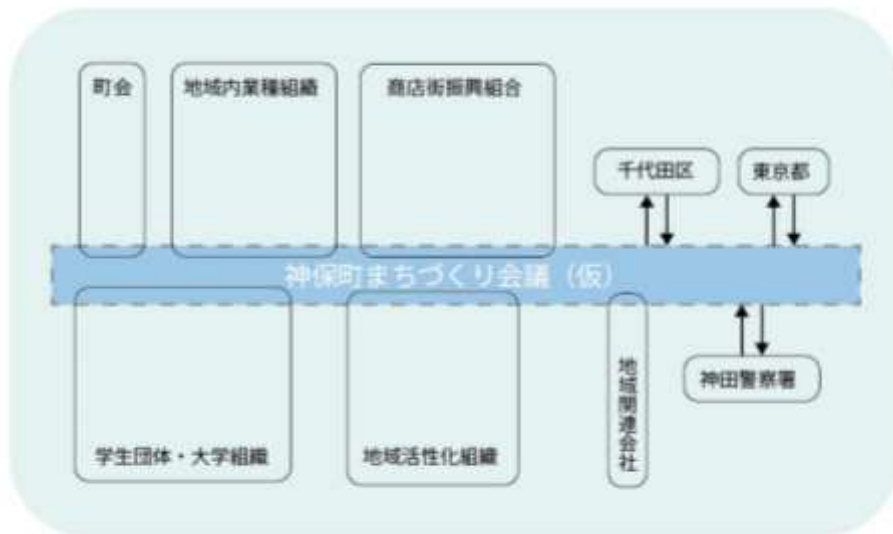 町会
地域内業種組織
商店街振興組合
千代田区
東京都
神保町まちづくり会議（仮）
学生団体・大学組織
地域活性化組織
地域関連会社
神田警察署